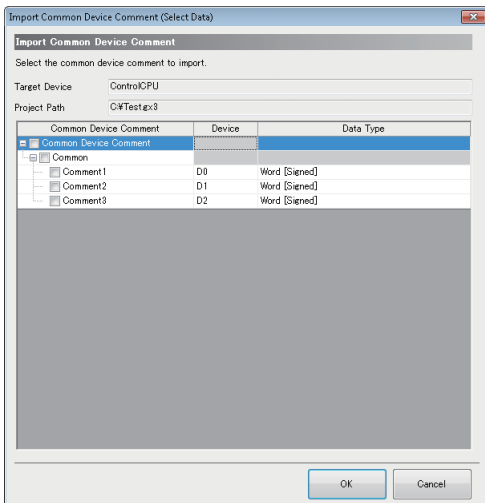 Import Common Device Comment (Select Data)
Import Common Device Comment
Select the common device comment to import.
Target Device ControlCPU
Project Path C:¥Test.gx3
Common Device Comment Device Data Type
Common Device Comment
Common
Comment1 D0 Word [Signed]
Comment2 D1 Word [Signed]
Comment3 D2 Word [Signed]
OK Cancel